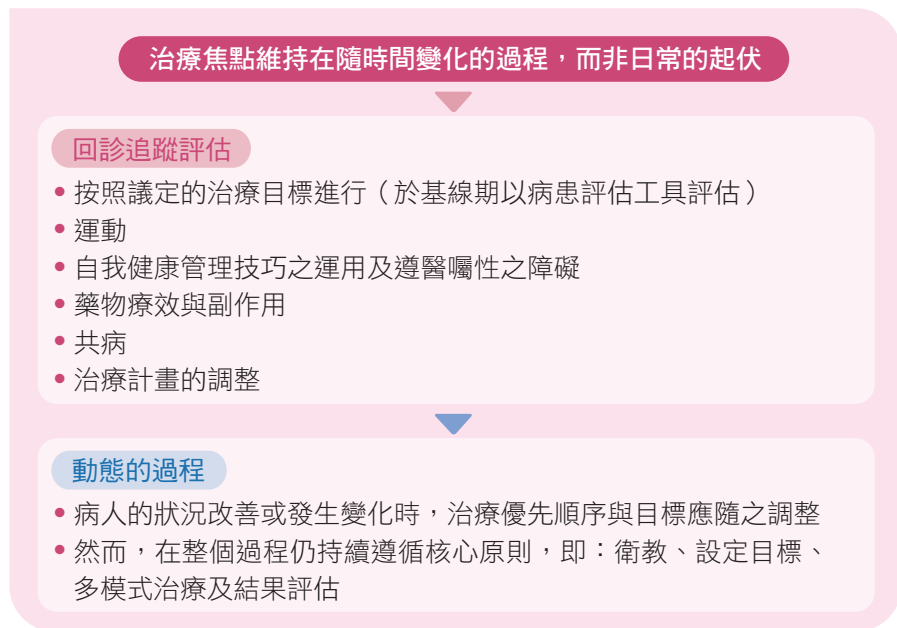 治療焦點維持在隨時間變化的過程，而非日常的起伏
回診追蹤評估
• 按照議定的治療目標進行（於基線期以病患評估工具評估）
• 運動
• 自我健康管理技巧之運用及遵醫囑性之障礙
• 藥物療效與副作用
• 共病
• 治療計畫的調整
動態的過程
• 病人的狀況改善或發生變化時，治療優先順序與目標應隨之調整
• 然而，在整個過程仍持續遵循核心原則，即：衛教、設定目標、
多模式治療及結果評估